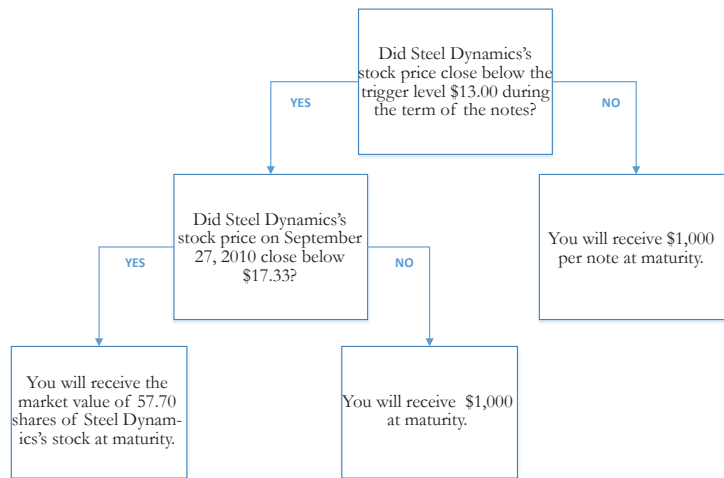 Did Steel Dynamics's
stock price close below the
trigger level $13.00 during
the term of the notes?
YES
NO
Did Steel Dynamics's
stock price on September
27, 2010 close below
$17.33?
You will receive $1,000
per note at maturity.
YES
NO
You will receive the
market value of 57.70
shares of Steel Dynam-
ics's stock at maturity.
You will receive $1,000
at maturity.